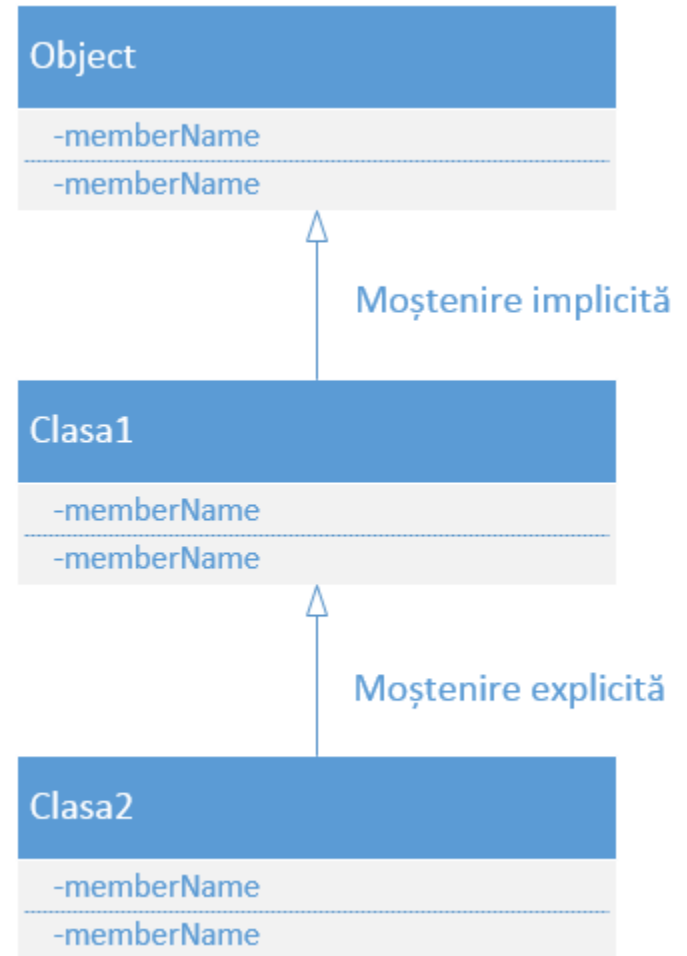 Object
-memberName
-memberName
Moștenire implicită
Clasa1
-memberName
-memberName
Moștenire explicită
Clasa2
-memberName
-memberName